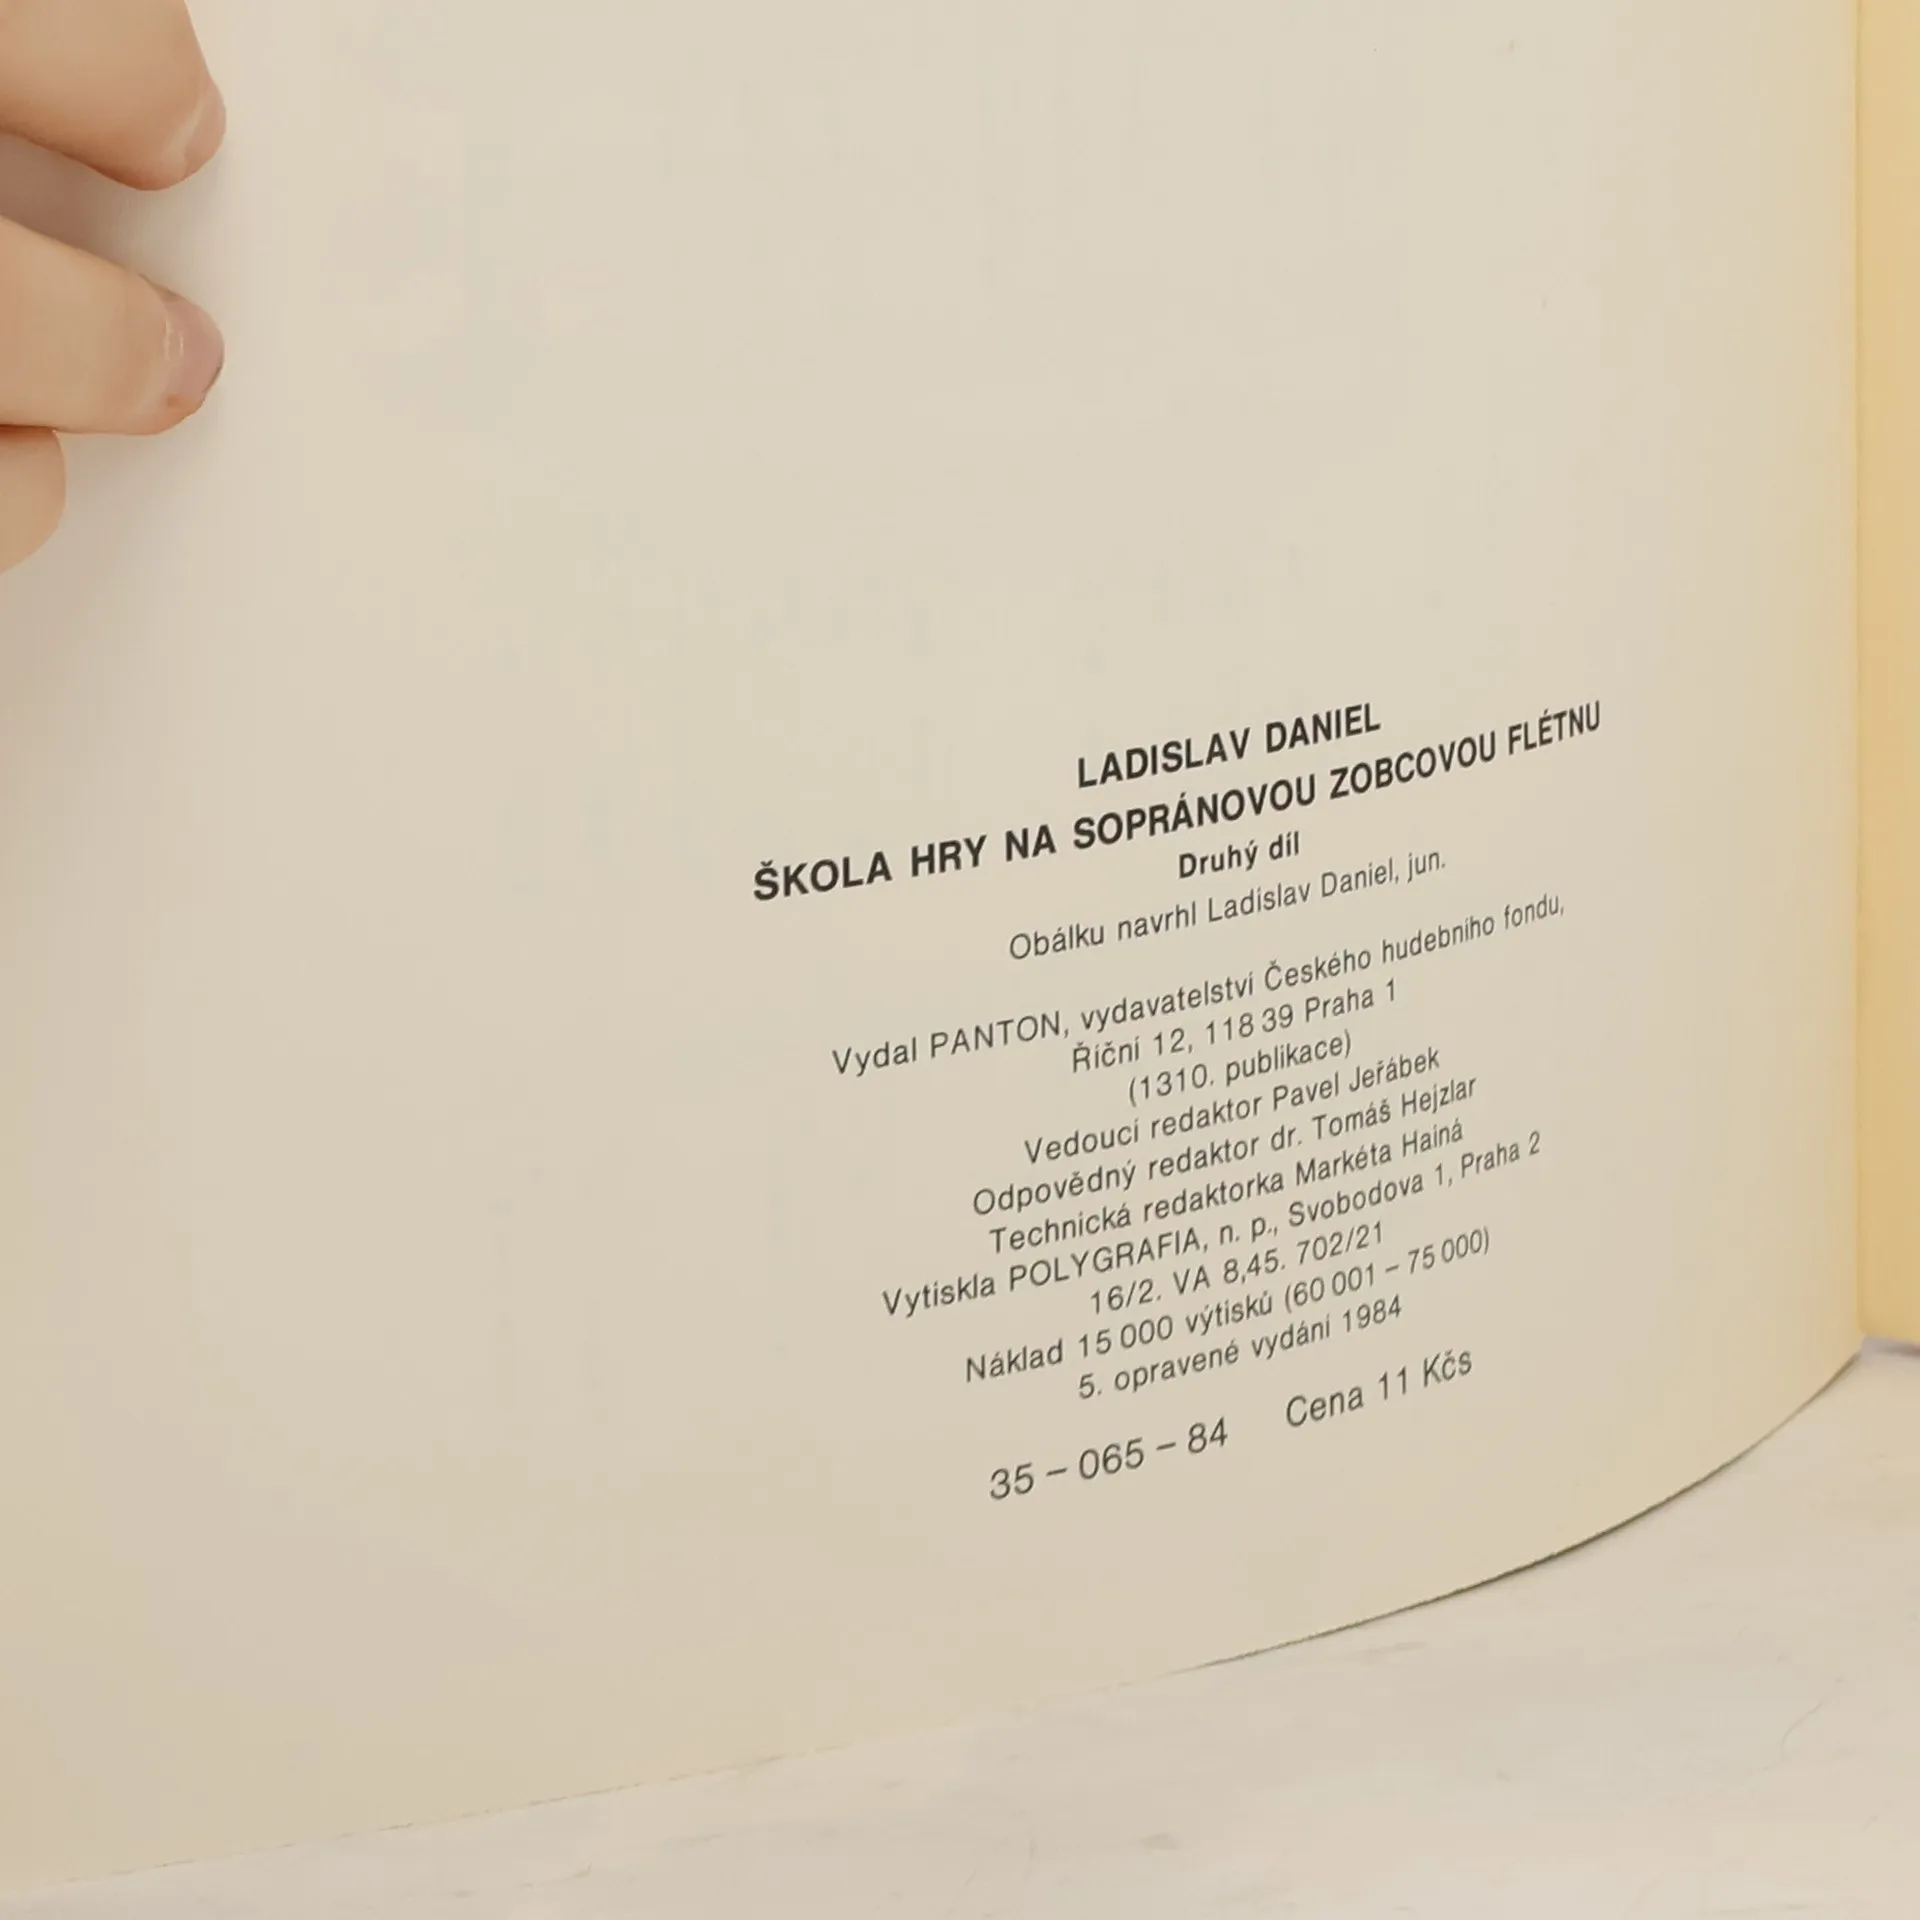 LADISLAV DANIEL
ŠKOLA HRY NA SOPRÁNOVOU ZOBCOVOU FLÉTNU
Druhý díl
Obálku navrhl Ladislav Daniel, jun.
Vydal PANTON, vydavatelství Českého hudebního fondu,
Říční 12, 118 39 Praha 1
(1310. publikace)
Vedoucí redaktor Pavel Jeřábek
Odpovědný redaktor dr. Tomáš Hejzlar
Technická redaktorka Markéta Hainá
Vytiskla POLYGRAFIA, n. p., Svobodova 1, Praha 2
16/2. VA 8,45. 702/21
Náklad 15 000 výtisků (60 001 – 75 000)
5. opravené vydání 1984
35 – 065 – 84 Cena 11 Kčs